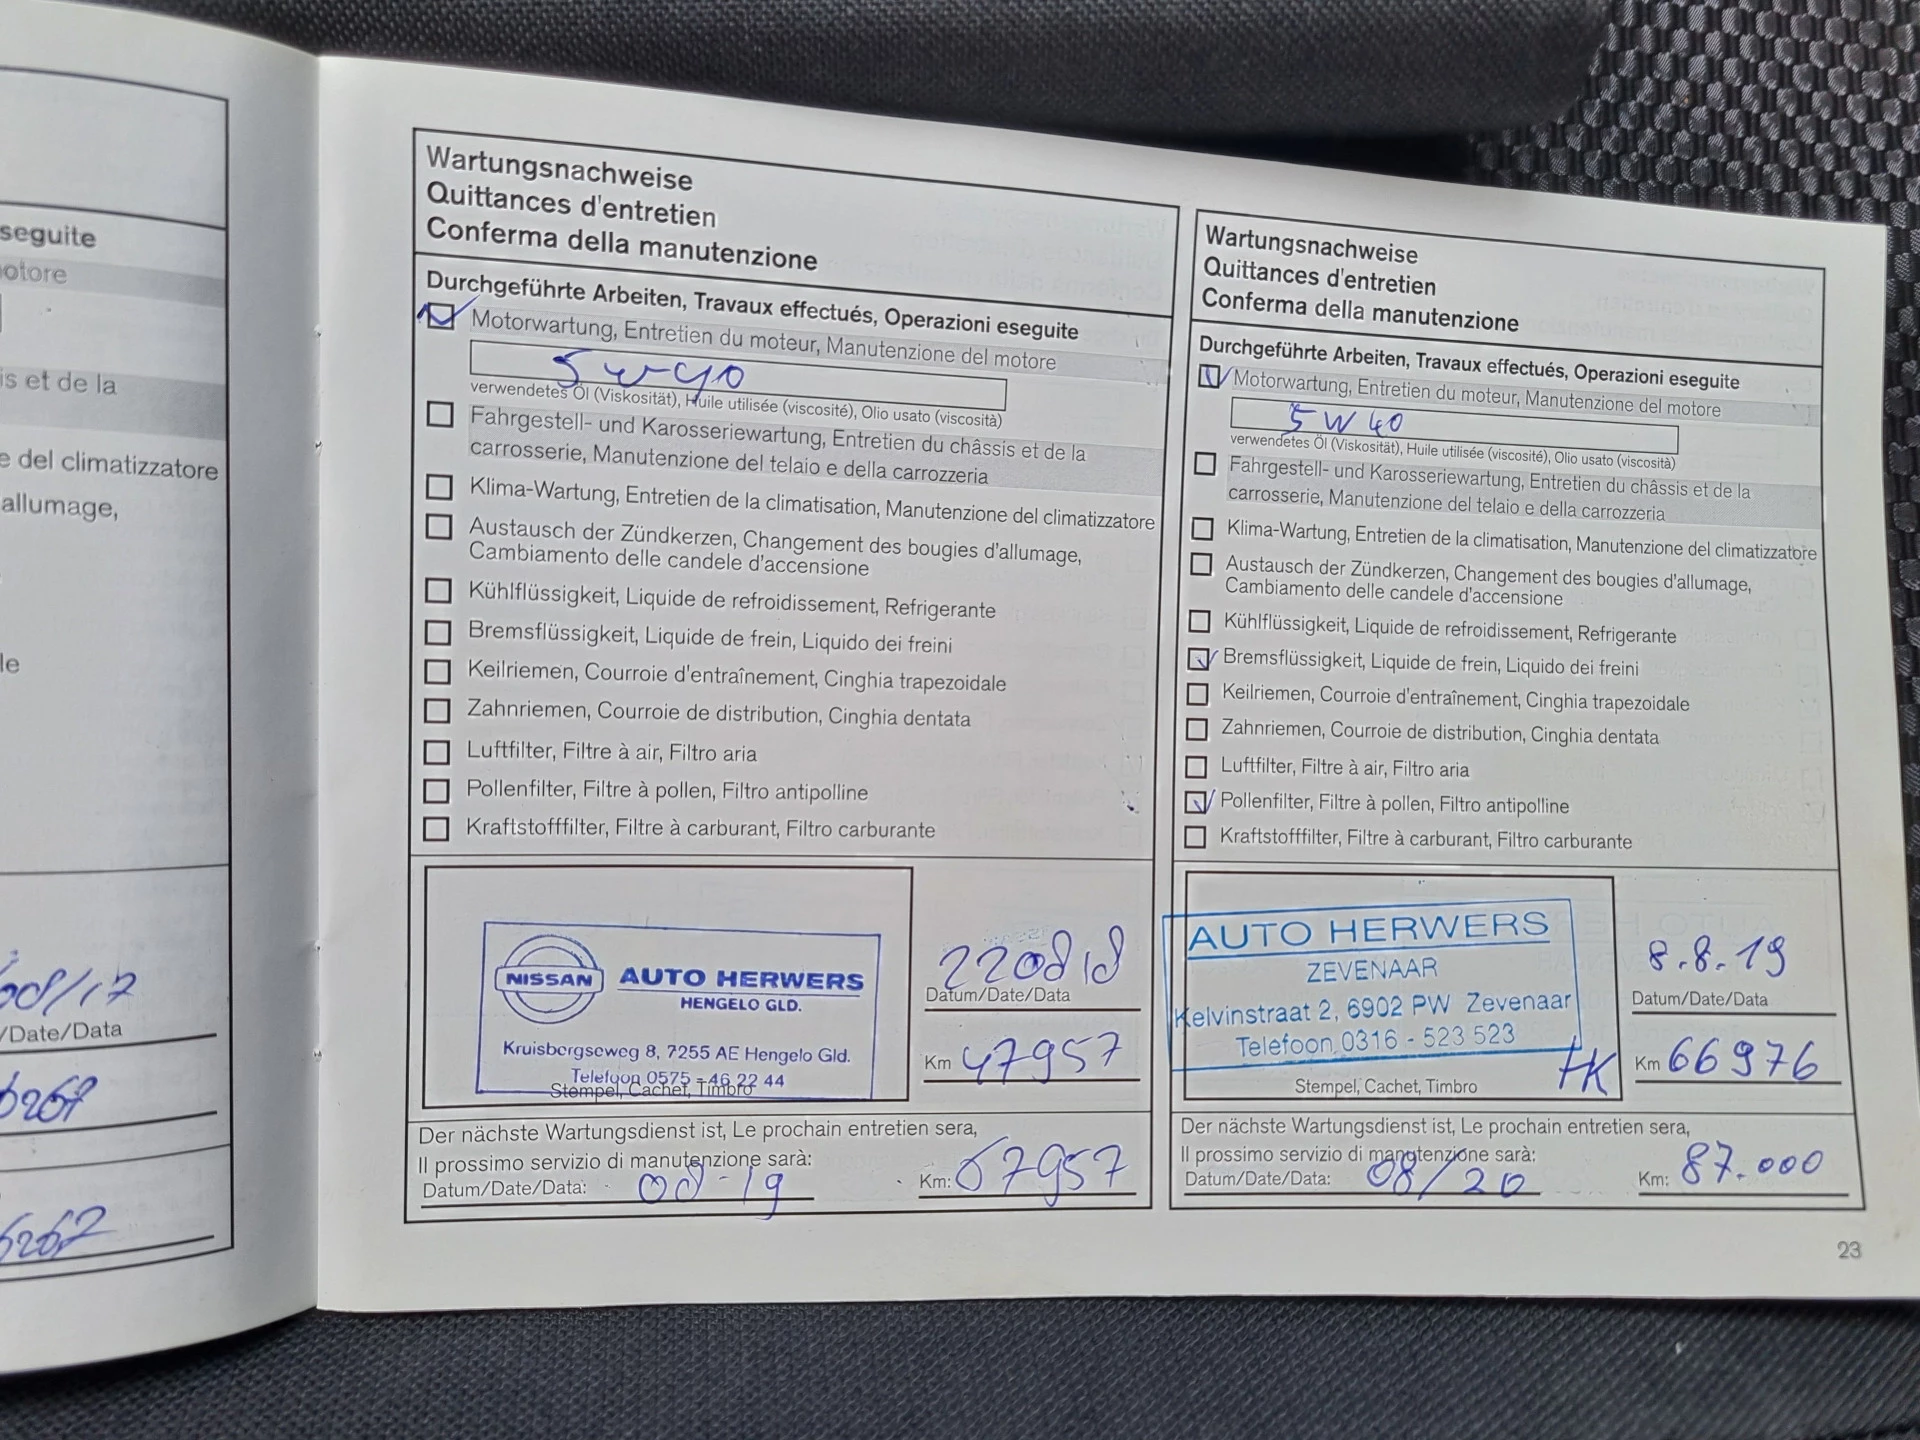 seguite
otore
is et de la
e del climatizzatore
allumage,
le
08/17
/Date/Data
Wartungsnachweise
Quittances d'entretien
Conferma della manutenzione
Durchgeführte Arbeiten, Travaux effectués, Operazioni eseguite
Motorwartung, Entretien du moteur, Manutenzione del motore
5w40
verwendetes Öl (Viskosität), Huile utilisée (viscosité), Olio usato (viscosità)
Fahrgestell- und Karosseriewartung, Entretien du châssis et de la
carrosserie, Manutenzione del telaio e della carrozzeria
Klima-Wartung, Entretien de la climatisation, Manutenzione del climatizzatore
Austausch der Zündkerzen, Changement des bougies d'allumage,
Cambiamento delle candele d'accensione
Kühlflüssigkeit, Liquide de refroidissement, Refrigerante
Bremsflüssigkeit, Liquide de frein, Liquido dei freini
Keilriemen, Courroie d'entraînement, Cinghia trapezoidale
Zahnriemen, Courroie de distribution, Cinghia dentata
Luftfilter, Filtre à air, Filtro aria
Pollenfilter, Filtre à pollen, Filtro antipolline
Kraftstofffilter, Filtre à carburant, Filtro carburante
NISSAN AUTO HERWERS
HENGELO GLD.
Kruisbergseweg 8, 7255 AE Hengelo Gld.
Telefoon 0575 - 46 22 44
Stempel, Cachet, Timbro
220818
Datum/Date/Data
Km 47957
Der nächste Wartungsdienst ist, Le prochain entretien sera,
Il prossimo servizio di manutenzione sarà:
Datum/Date/Data: 08-19 Km: 67957
Wartungsnachweise
Quittances d'entretien
Conferma della manutenzione
Durchgeführte Arbeiten, Travaux effectués, Operazioni eseguite
Motorwartung, Entretien du moteur, Manutenzione del motore
5W40
verwendetes Öl (Viskosität), Huile utilisée (viscosité), Olio usato (viscosità)
Fahrgestell- und Karosseriewartung, Entretien du châssis et de la
carrosserie, Manutenzione del telaio e della carrozzeria
Klima-Wartung, Entretien de la climatisation, Manutenzione del climatizzatore
Austausch der Zündkerzen, Changement des bougies d'allumage,
Cambiamento delle candele d'accensione
Kühlflüssigkeit, Liquide de refroidissement, Refrigerante
Bremsflüssigkeit, Liquide de frein, Liquido dei freini
Keilriemen, Courroie d'entraînement, Cinghia trapezoidale
Zahnriemen, Courroie de distribution, Cinghia dentata
Luftfilter, Filtre à air, Filtro aria
Pollenfilter, Filtre à pollen, Filtro antipolline
Kraftstofffilter, Filtre à carburant, Filtro carburante
AUTO HERWERS
ZEVENAAR
Kelvinstraat 2, 6902 PW Zevenaar
Telefoon 0316 - 523 523
HK
Stempel, Cachet, Timbro
8.8.19
Datum/Date/Data
Km 66976
Der nächste Wartungsdienst ist, Le prochain entretien sera,
Il prossimo servizio di manutenzione sarà:
Datum/Date/Data: 08/20 Km: 87.000
23